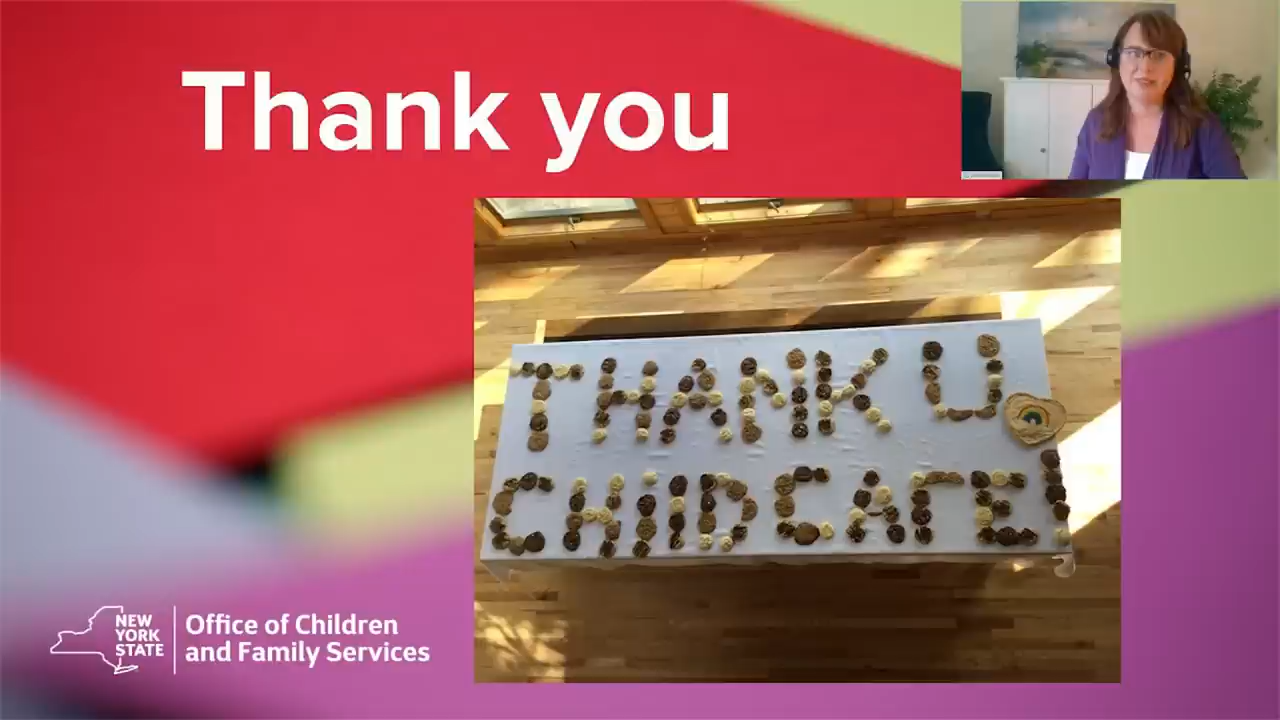 Thank you
THANK U
CHILDCARE!
NEW
YORK
STATE
Office of Children
and Family Services